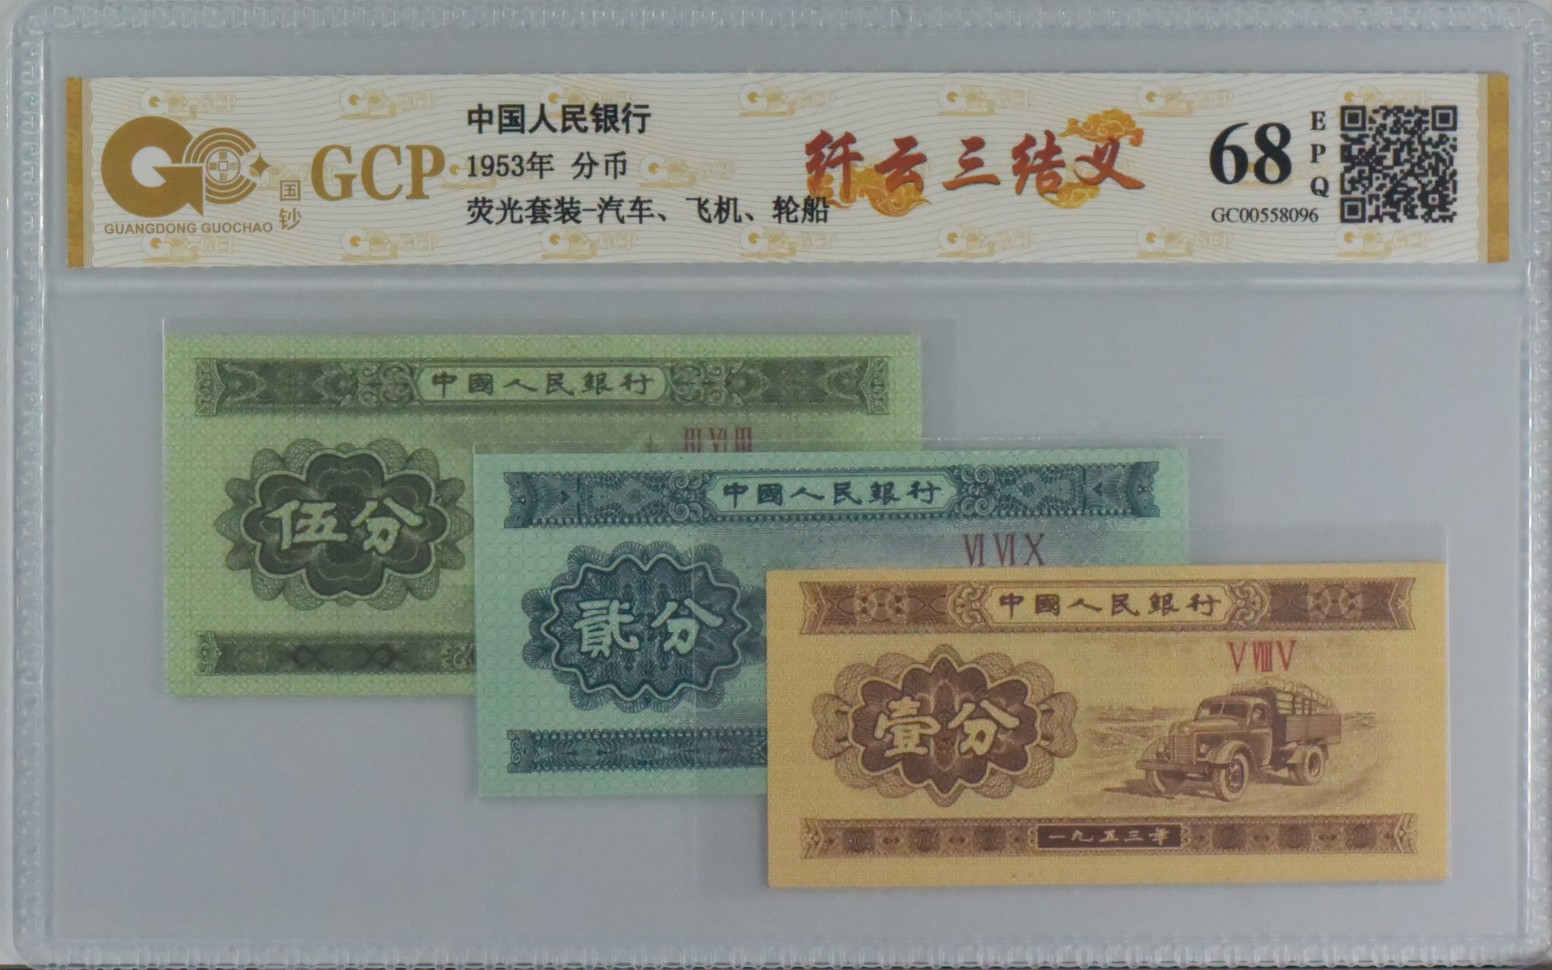 GCP
国钞
GUANGDONG GUOCHAO
中国人民银行
1953年 分币
荧光套装-汽车、飞机、轮船
纤云三结义
68
EPQ
GC00558096
中國人民銀行
III VI III
伍分
中國人民銀行
VI VI X
貳分
中國人民銀行
V VIII V
壹分
一九五三年